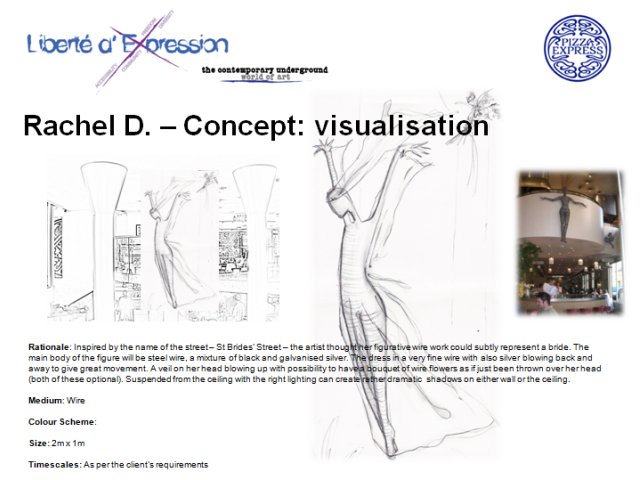 Liberté d'Expression
FREEDOM
DIVERSITY
ACCESSIBILITY
COMMUNITY
the contemporary underground
world of art
PIZZA
EXPRESS
Rachel D. – Concept: visualisation
Rationale: Inspired by the name of the street – St Brides' Street – the artist thought her figurative wire work could subtly represent a bride. The
main body of the figure will be steel wire, a mixture of black and galvanised silver. The dress in a very fine wire with also silver blowing back and
away to give great movement. A veil on her head blowing up with possibility to have a bouquet of wire flowers as if just been thrown over her head
(both of these optional). Suspended from the ceiling with the right lighting can create rather dramatic shadows on either wall or the ceiling.
Medium: Wire
Colour Scheme:
Size: 2m x 1m
Timescales: As per the client's requirements